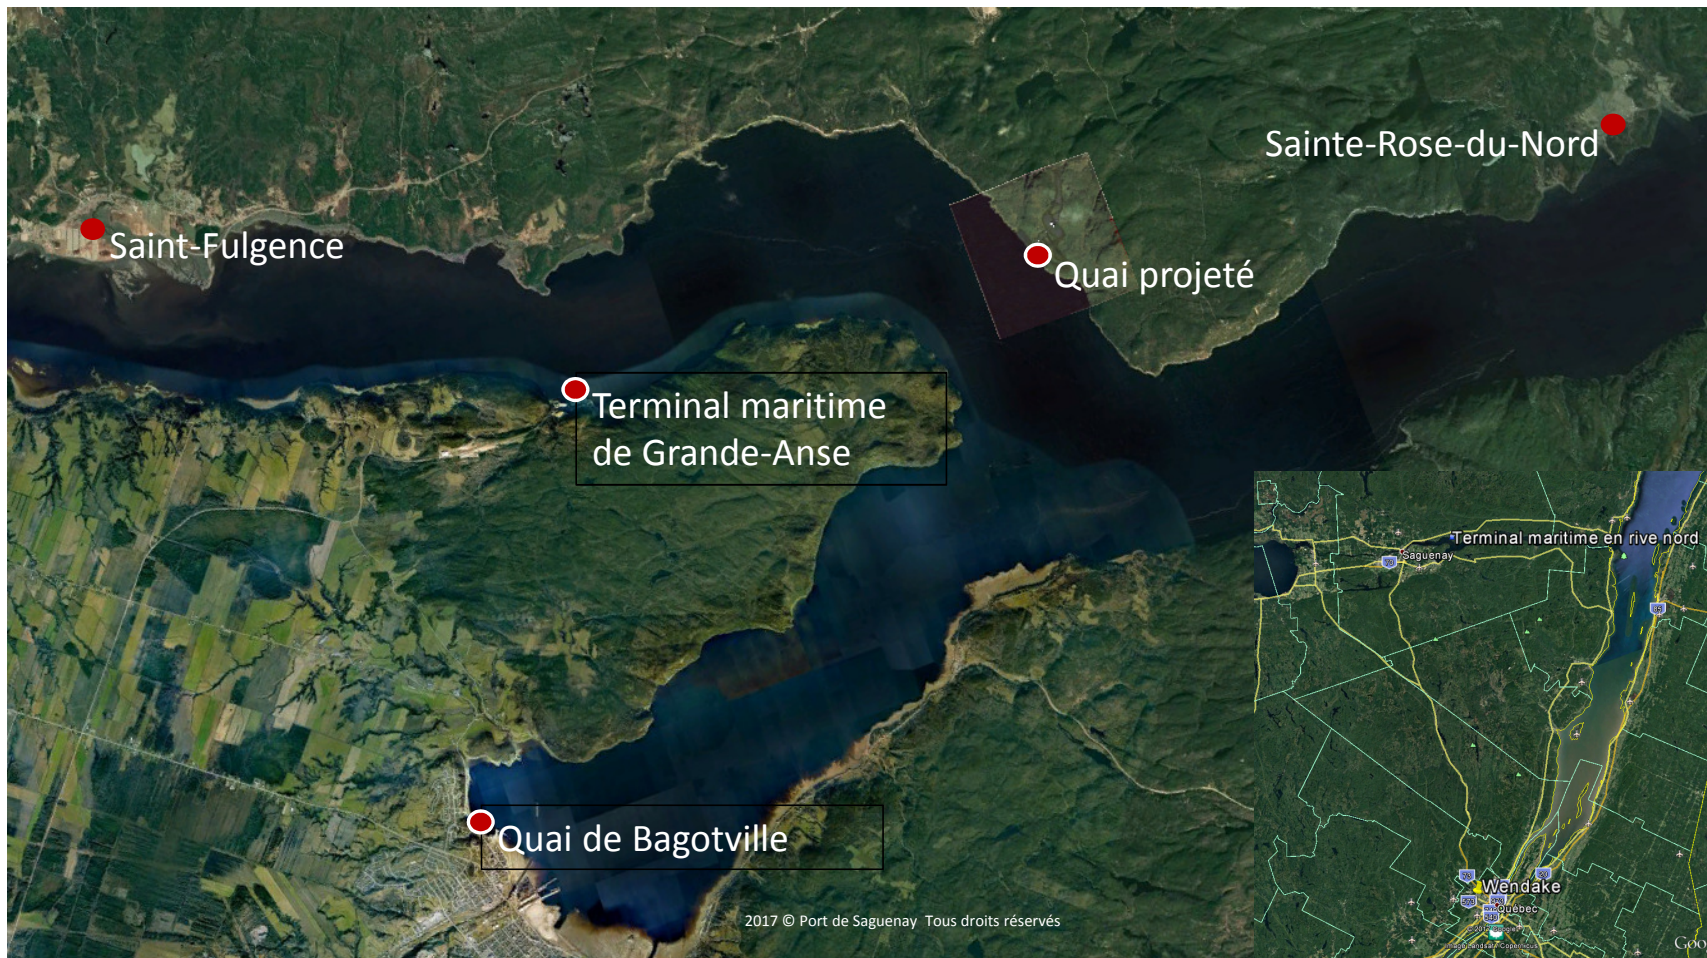 Sainte-Rose-du-Nord
Saint-Fulgence
Quai projeté
Terminal maritime
de Grande-Anse
Terminal maritime en rive nord
Saguenay
Quai de Bagotville
Wendake
Québec
2017 © Port de Saguenay Tous droits réservés
Goo